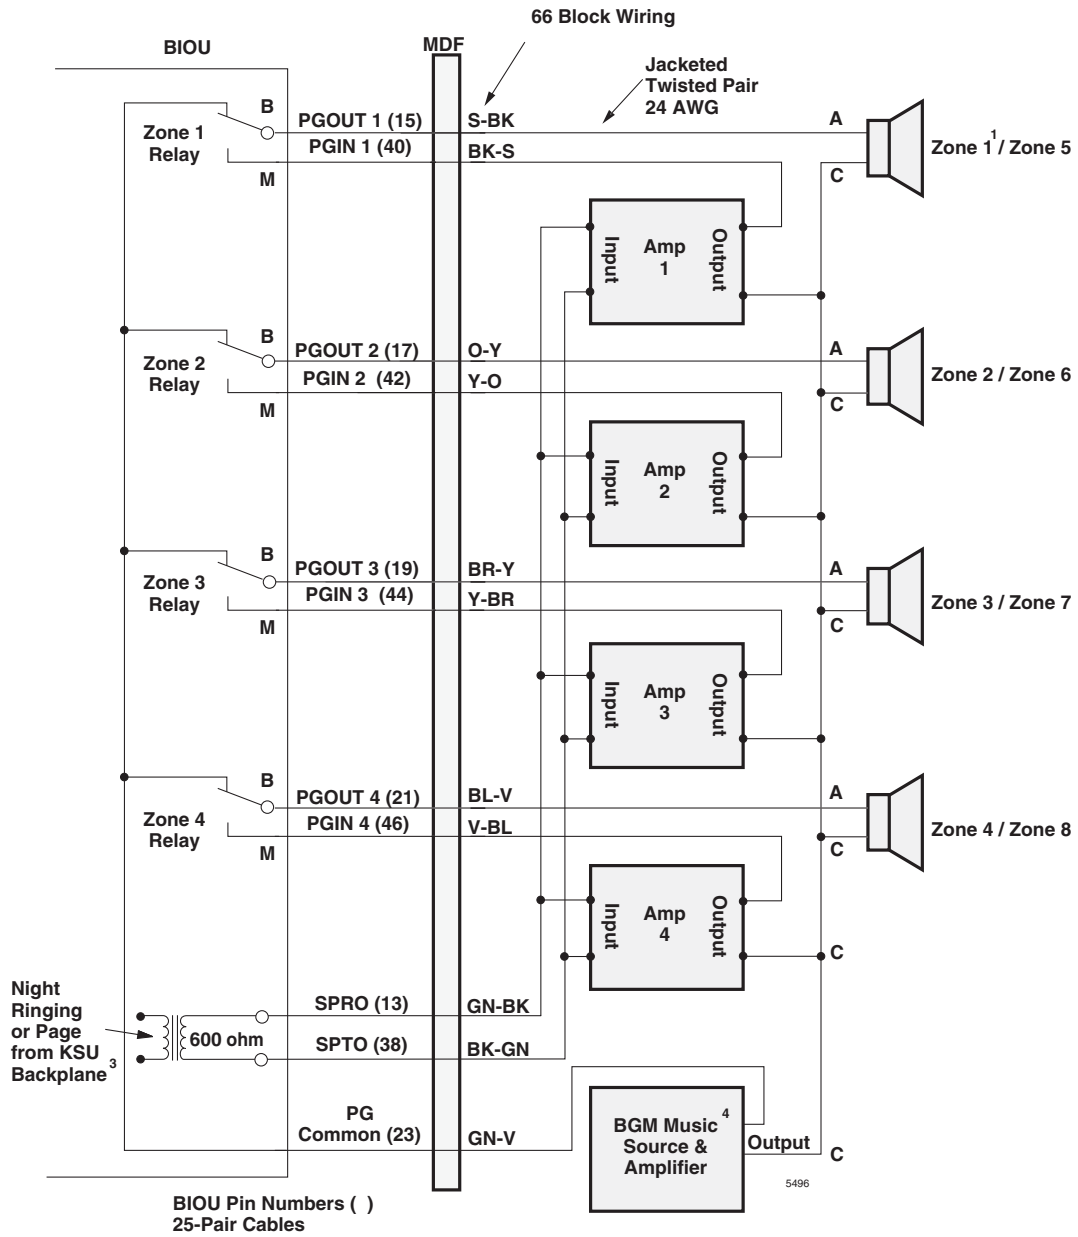 66 Block Wiring
BIOU
MDF
Jacketed
Twisted Pair
24 AWG
B
PGOUT 1 (15)
S-BK
A
Zone 1
Relay
PGIN 1 (40)
BK-S
Zone 1 1 / Zone 5
M
C
Input
Amp
1
Output
B
PGOUT 2 (17)
O-Y
A
Zone 2
Relay
PGIN 2 (42)
Y-O
Zone 2 / Zone 6
M
C
Input
Amp
2
Output
B
PGOUT 3 (19)
BR-Y
A
Zone 3
Relay
PGIN 3 (44)
Y-BR
Zone 3 / Zone 7
M
C
Input
Amp
3
Output
B
PGOUT 4 (21)
BL-V
A
Zone 4
Relay
PGIN 4 (46)
V-BL
Zone 4 / Zone 8
M
C
Input
Amp
4
Output
C
Night
Ringing
or Page
from KSU
Backplane 3
600 ohm
SPRO (13)
GN-BK
SPTO (38)
BK-GN
PG
Common (23)
GN-V
BGM Music 4
Source &
Amplifier
Output
C
5496
BIOU Pin Numbers ( )
25-Pair Cables